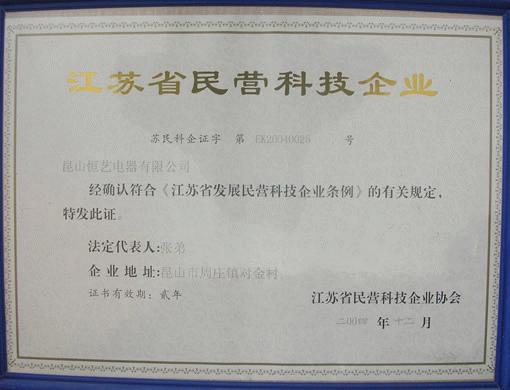 江苏省民营科技企业
苏民科企证字 第 EK20040025 号
昆山恒艺电器有限公司
经确认符合《江苏省发展民营科技企业条例》的有关规定，
特发此证。
法定代表人:张弟
企业地址:昆山市周庄镇对金村
证书有效期：贰年
江苏省民营科技企业协会
二00四 年 十二 月